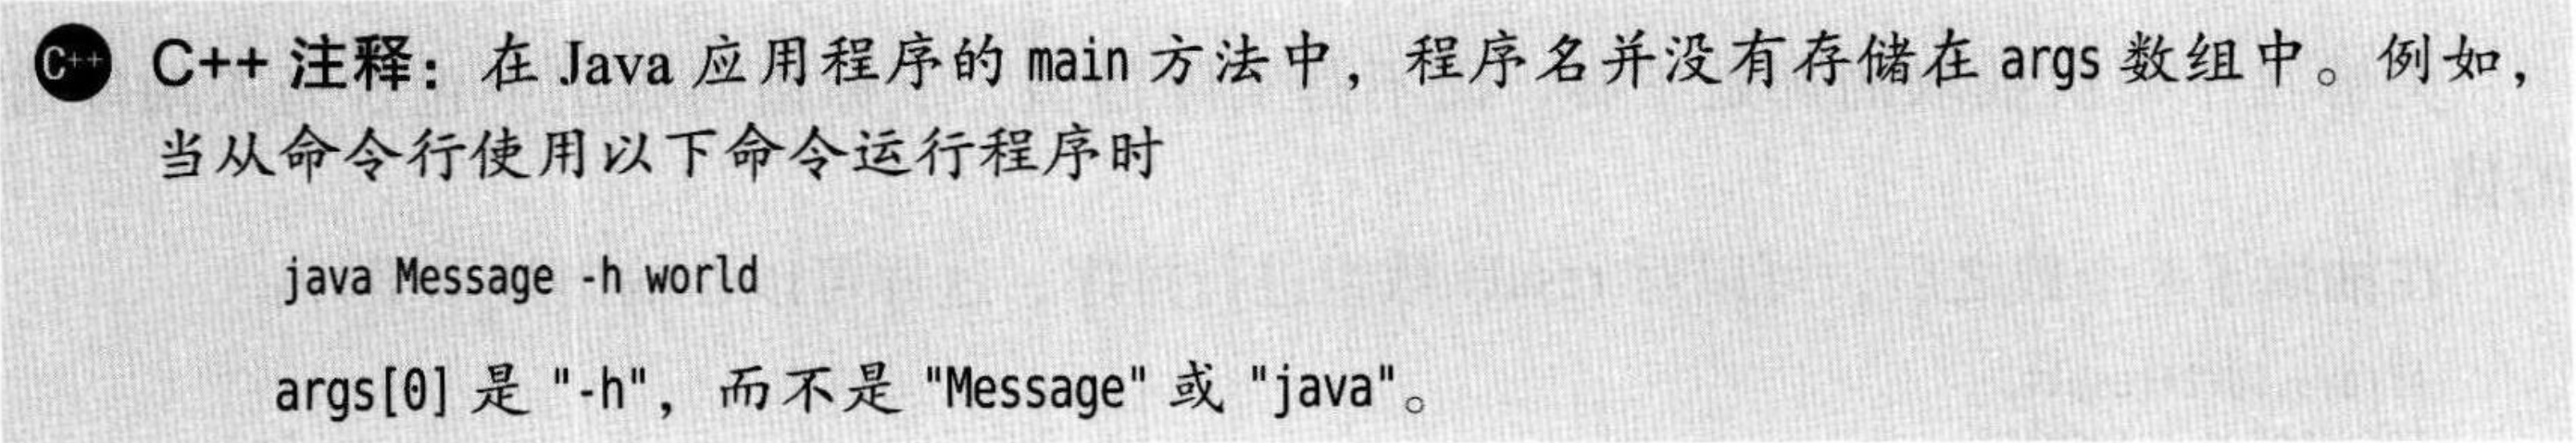 C++ C++ 注释：在 Java 应用程序的 main 方法中，程序名并没有存储在 args 数组中。例如，
当从命令行使用以下命令运行程序时
java Message -h world
args[0] 是 "-h"，而不是 "Message" 或 "java"。